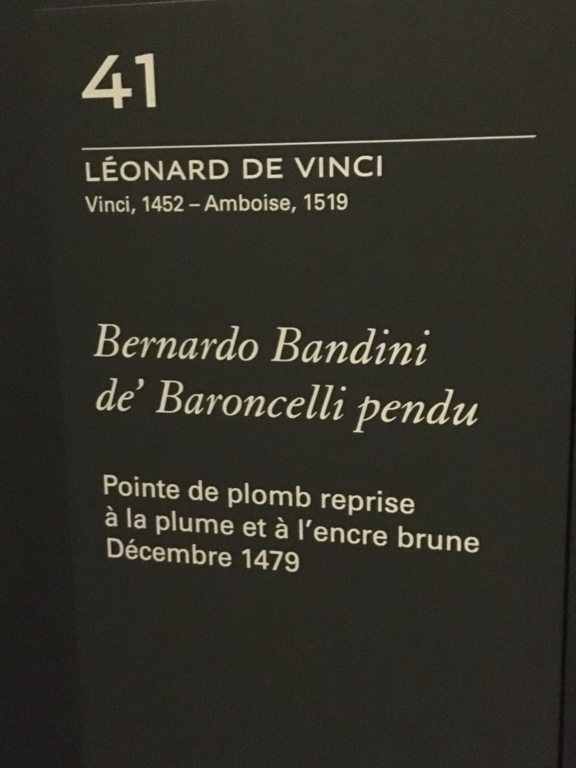 41
LÉONARD DE VINCI
Vinci, 1452 – Amboise, 1519
Bernardo Bandini
de’ Baroncelli pendu
Pointe de plomb reprise
à la plume et à l’encre brune
Décembre 1479